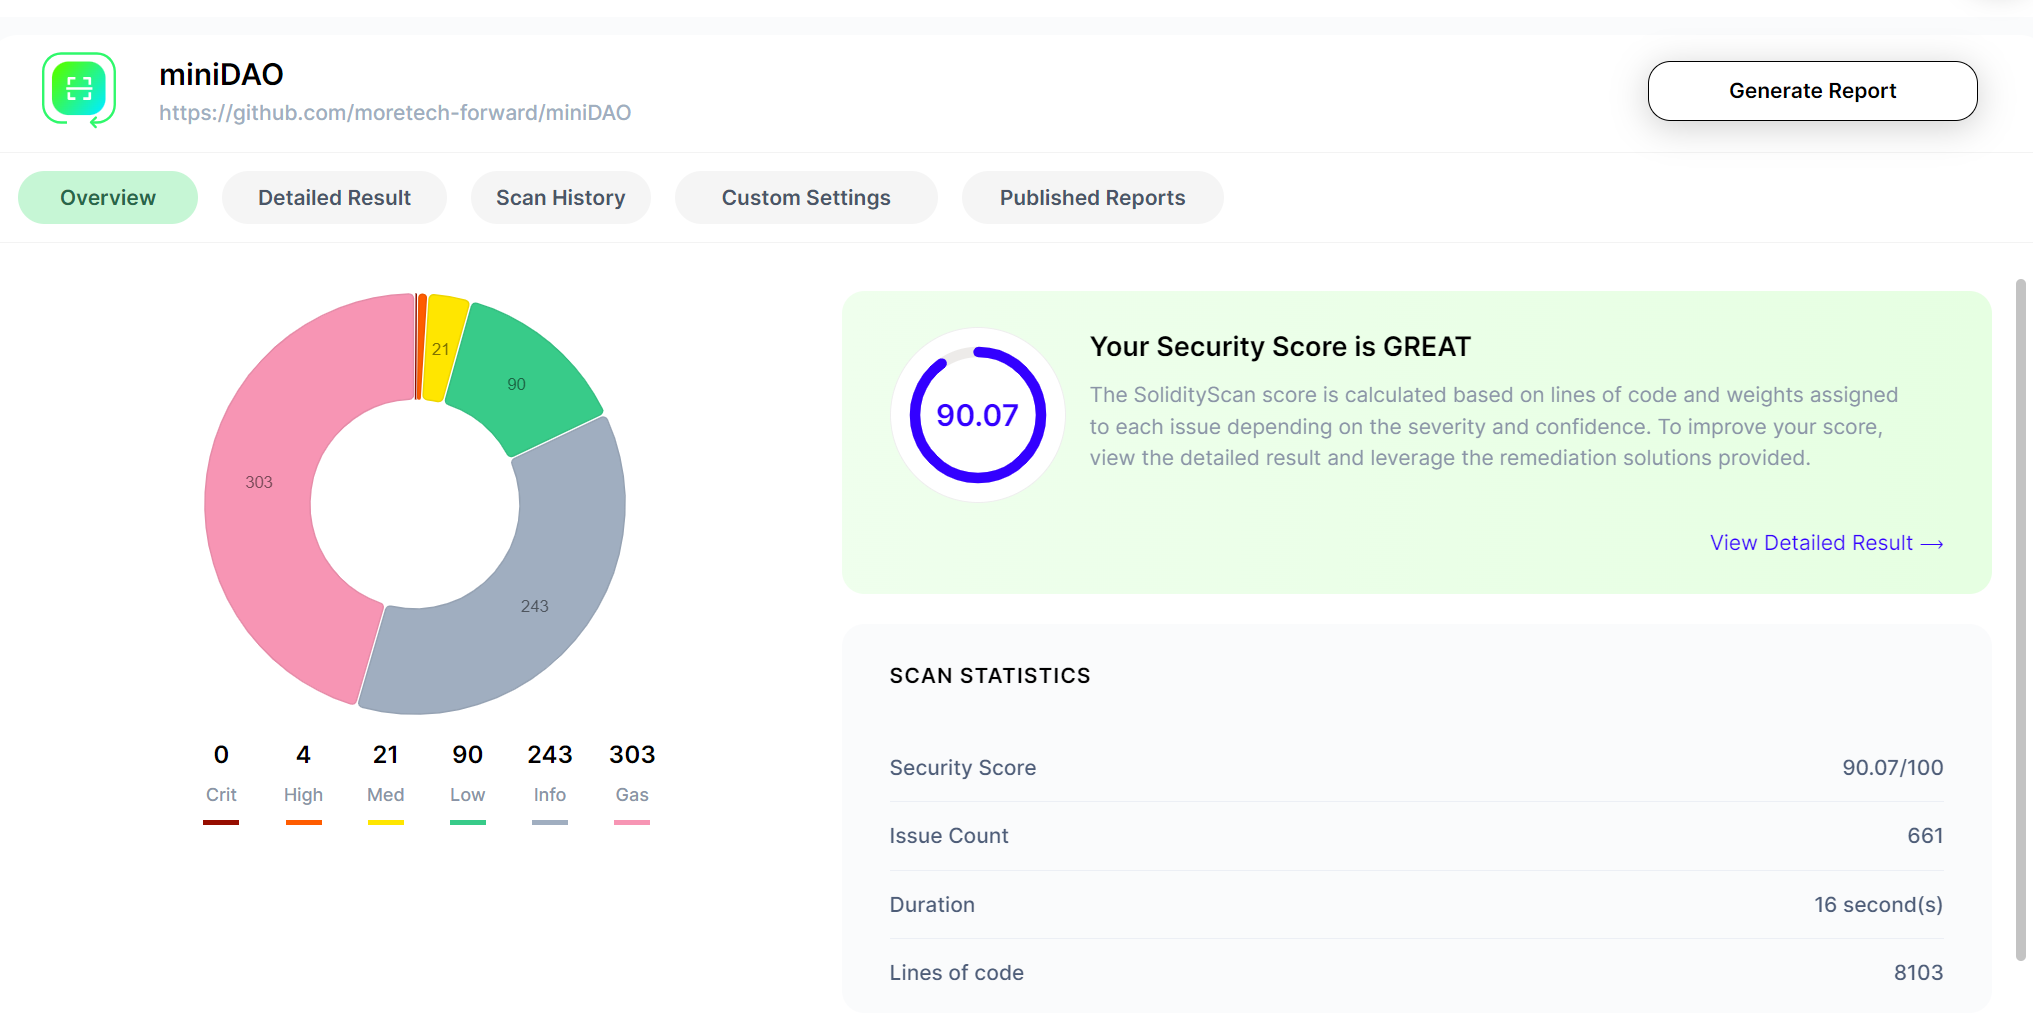 miniDAO
https://github.com/moretech-forward/miniDAO
Generate Report
Overview
Detailed Result
Scan History
Custom Settings
Published Reports
21
90
303
243
0
4
21
90
243
303
Crit
High
Med
Low
Info
Gas
90.07
Your Security Score is GREAT
The SolidityScan score is calculated based on lines of code and weights assigned
to each issue depending on the severity and confidence. To improve your score,
view the detailed result and leverage the remediation solutions provided.
View Detailed Result →
SCAN STATISTICS
Security Score
90.07/100
Issue Count
661
Duration
16 second(s)
Lines of code
8103